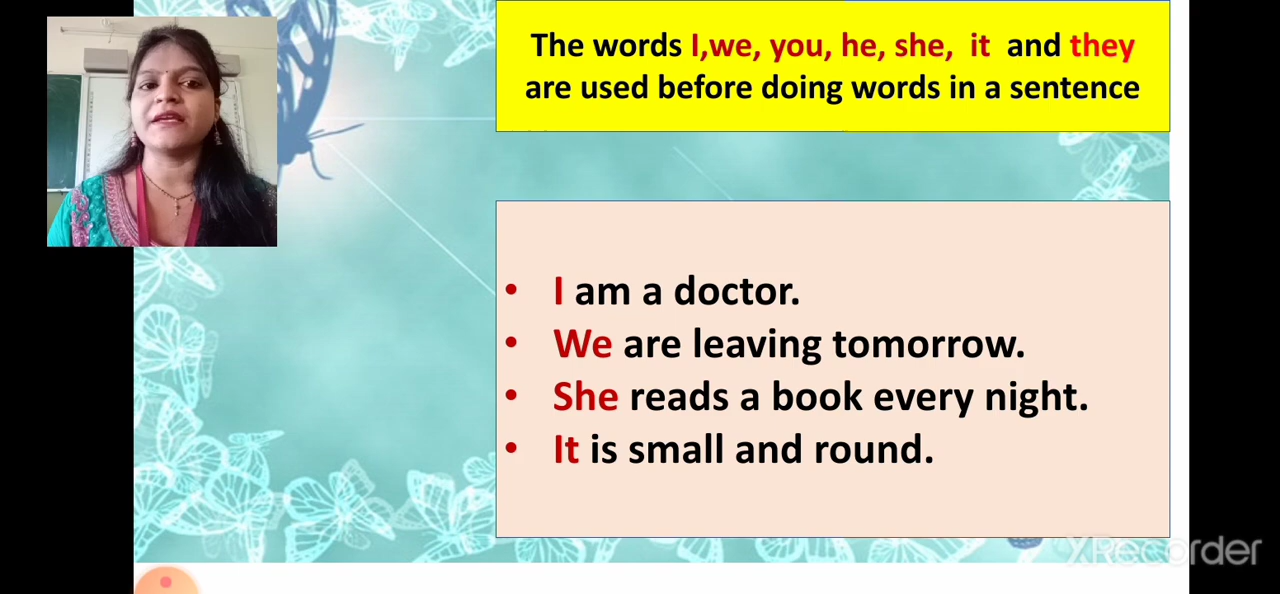 The words I,we, you, he, she, it and they
are used before doing words in a sentence
• I am a doctor.
• We are leaving tomorrow.
• She reads a book every night.
• It is small and round.
XRecorder